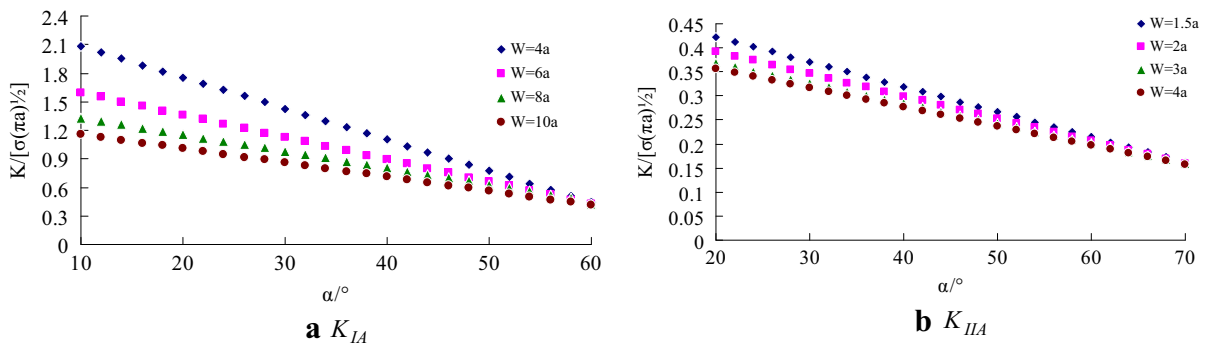 2.4
2.1
1.8
1.5
1.2
0.9
0.6
0.3
0
K/[σ(πa)½]
10 20 30 40 50 60
α/°
W=4a
W=6a
W=8a
W=10a
a K_IA
0.45
0.4
0.35
0.3
0.25
0.2
0.15
0.1
0.05
0
K/[σ(πa)½]
20 30 40 50 60 70
α/°
W=1.5a
W=2a
W=3a
W=4a
b K_IIA